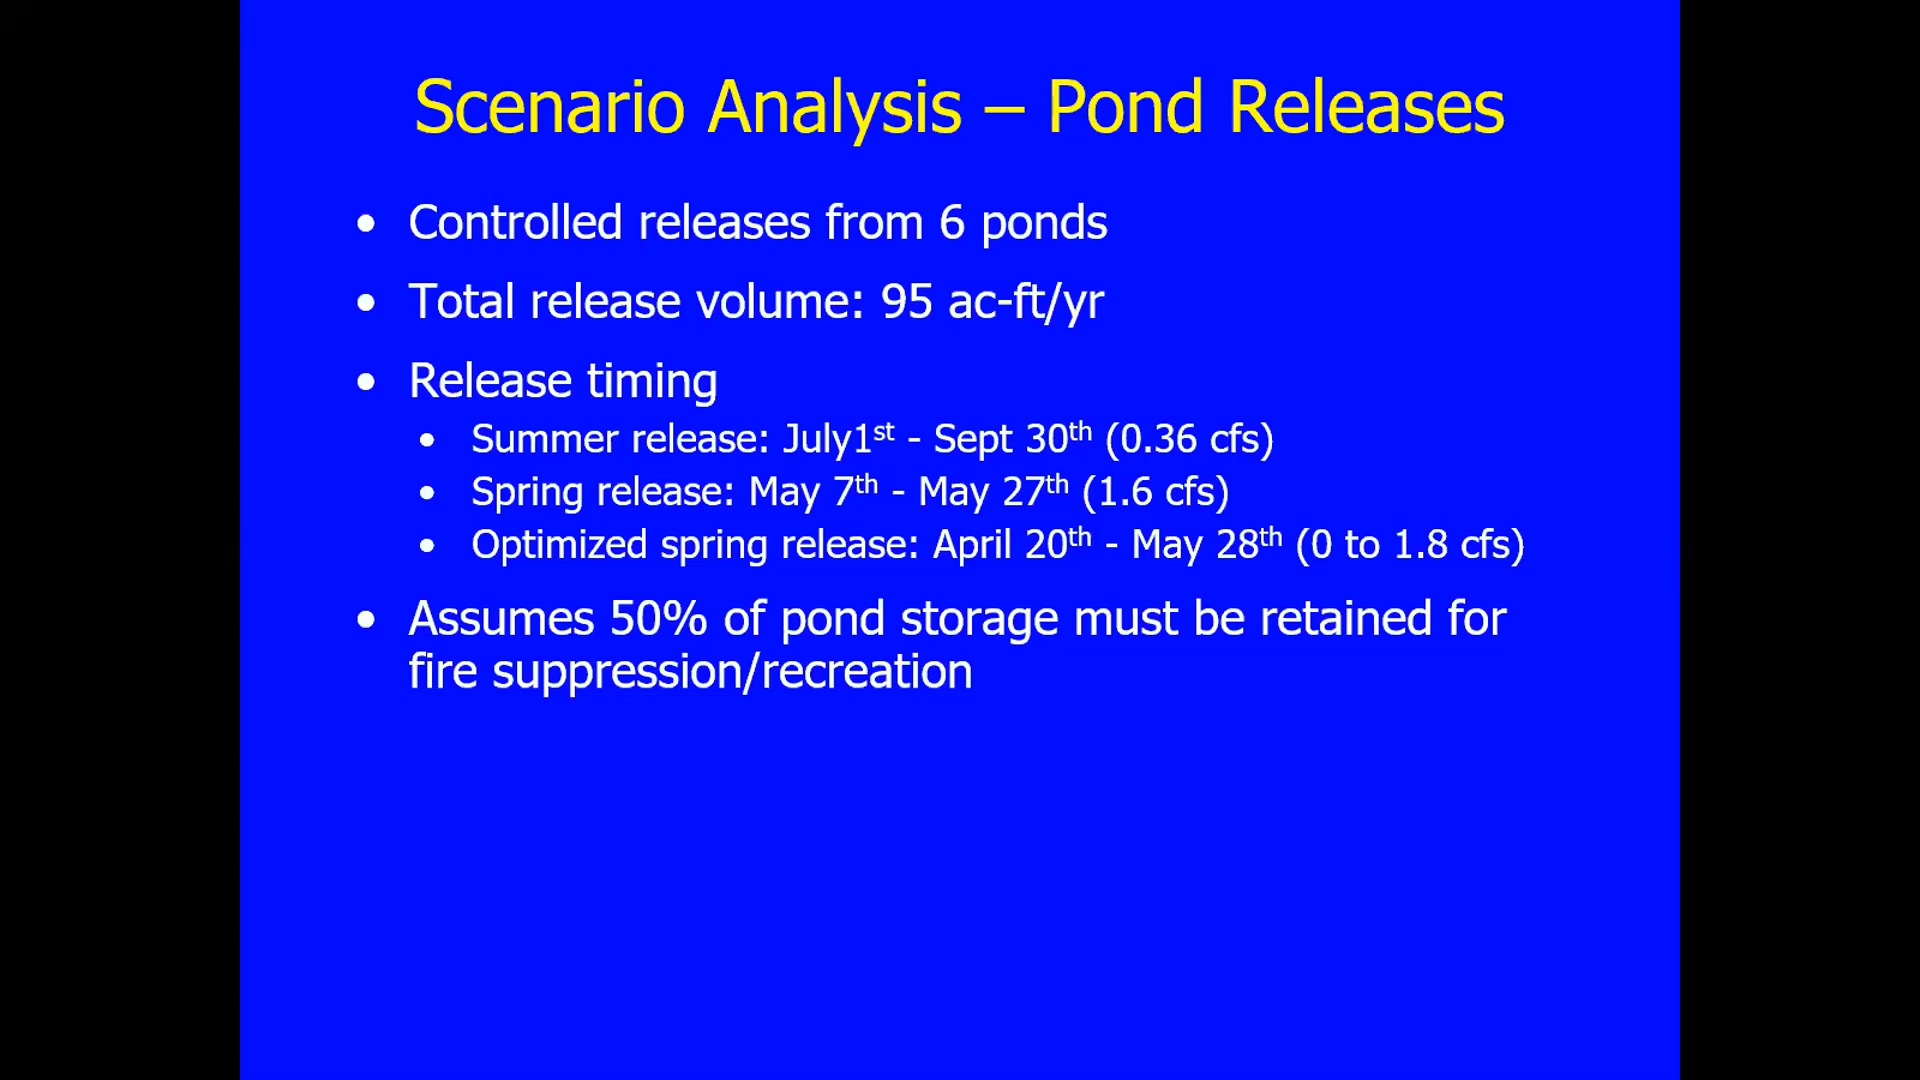 Scenario Analysis – Pond Releases
• Controlled releases from 6 ponds
• Total release volume: 95 ac-ft/yr
• Release timing
• Summer release: July1st - Sept 30th (0.36 cfs)
• Spring release: May 7th - May 27th (1.6 cfs)
• Optimized spring release: April 20th - May 28th (0 to 1.8 cfs)
• Assumes 50% of pond storage must be retained for
fire suppression/recreation